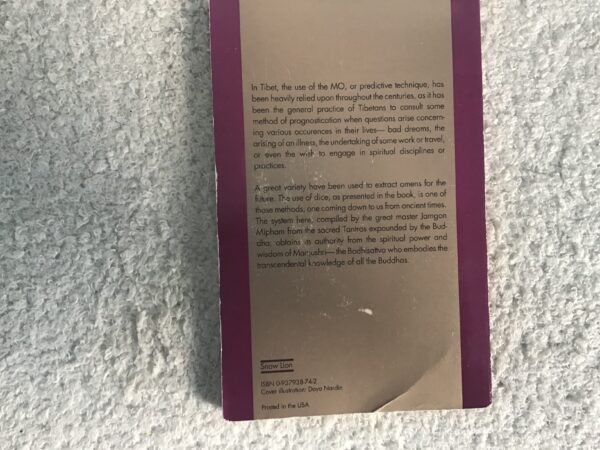 In Tibet, the use of the MO, or predictive technique, has
been heavily relied upon throughout the centuries, as it has
been the general practice of Tibetans to consult some
method of prognostication when questions arise concern-
ing various occurences in their lives— bad dreams, the
arising of an illness, the undertaking of some work or travel,
or even the wish to engage in spiritual disciplines or
practices.
A great variety have been used to extract omens for the
future. The use of dice, as presented in the book, is one of
those methods, one coming down to us from ancient times.
The system here, compiled by the great master Jamgon
Mipham from the sacred Tantras expounded by the Bud-
dha, obtains its authority from the spiritual power and
wisdom of Manjushri— the Bodhisattva who embodies the
transcendental knowledge of all the Buddhas.
Snow Lion
ISBN 0-937938-74-2
Cover illustration: Daya Nardin
Printed in the USA